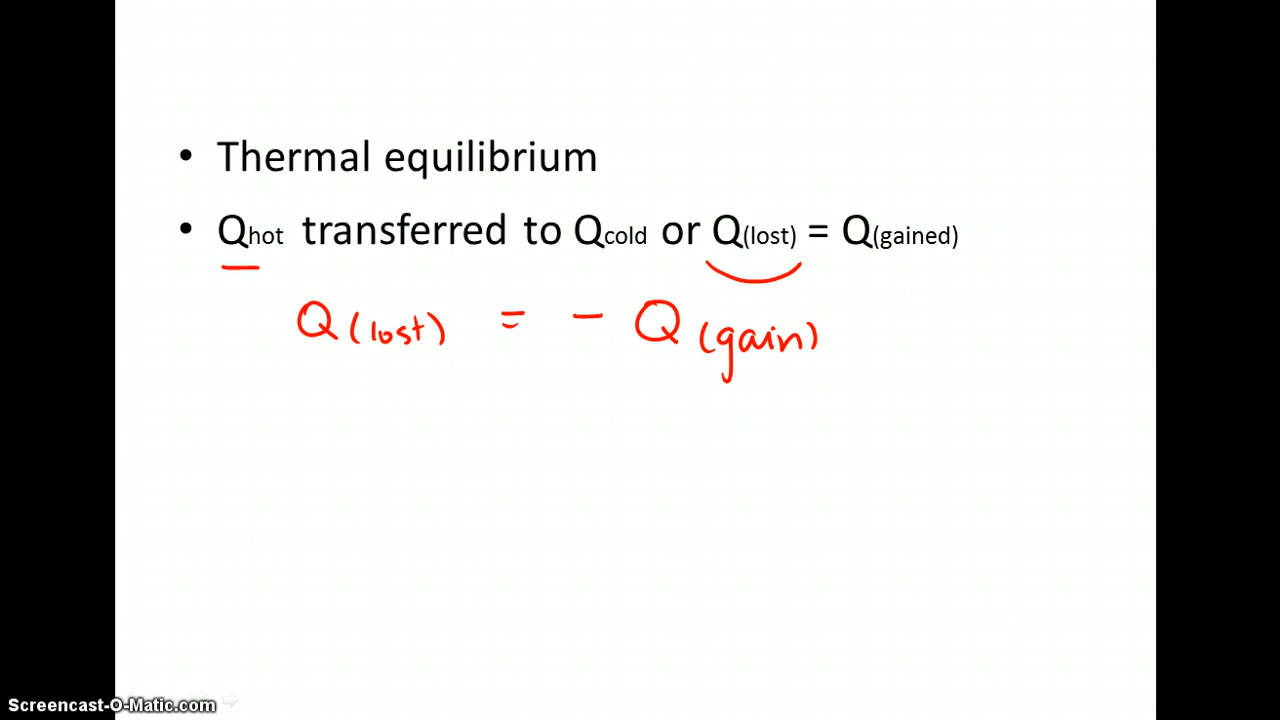 • Thermal equilibrium
• Qhot transferred to Qcold or Q(lost) = Q(gained)
Q(lost) = - Q(gain)
Screencast-O-Matic.com